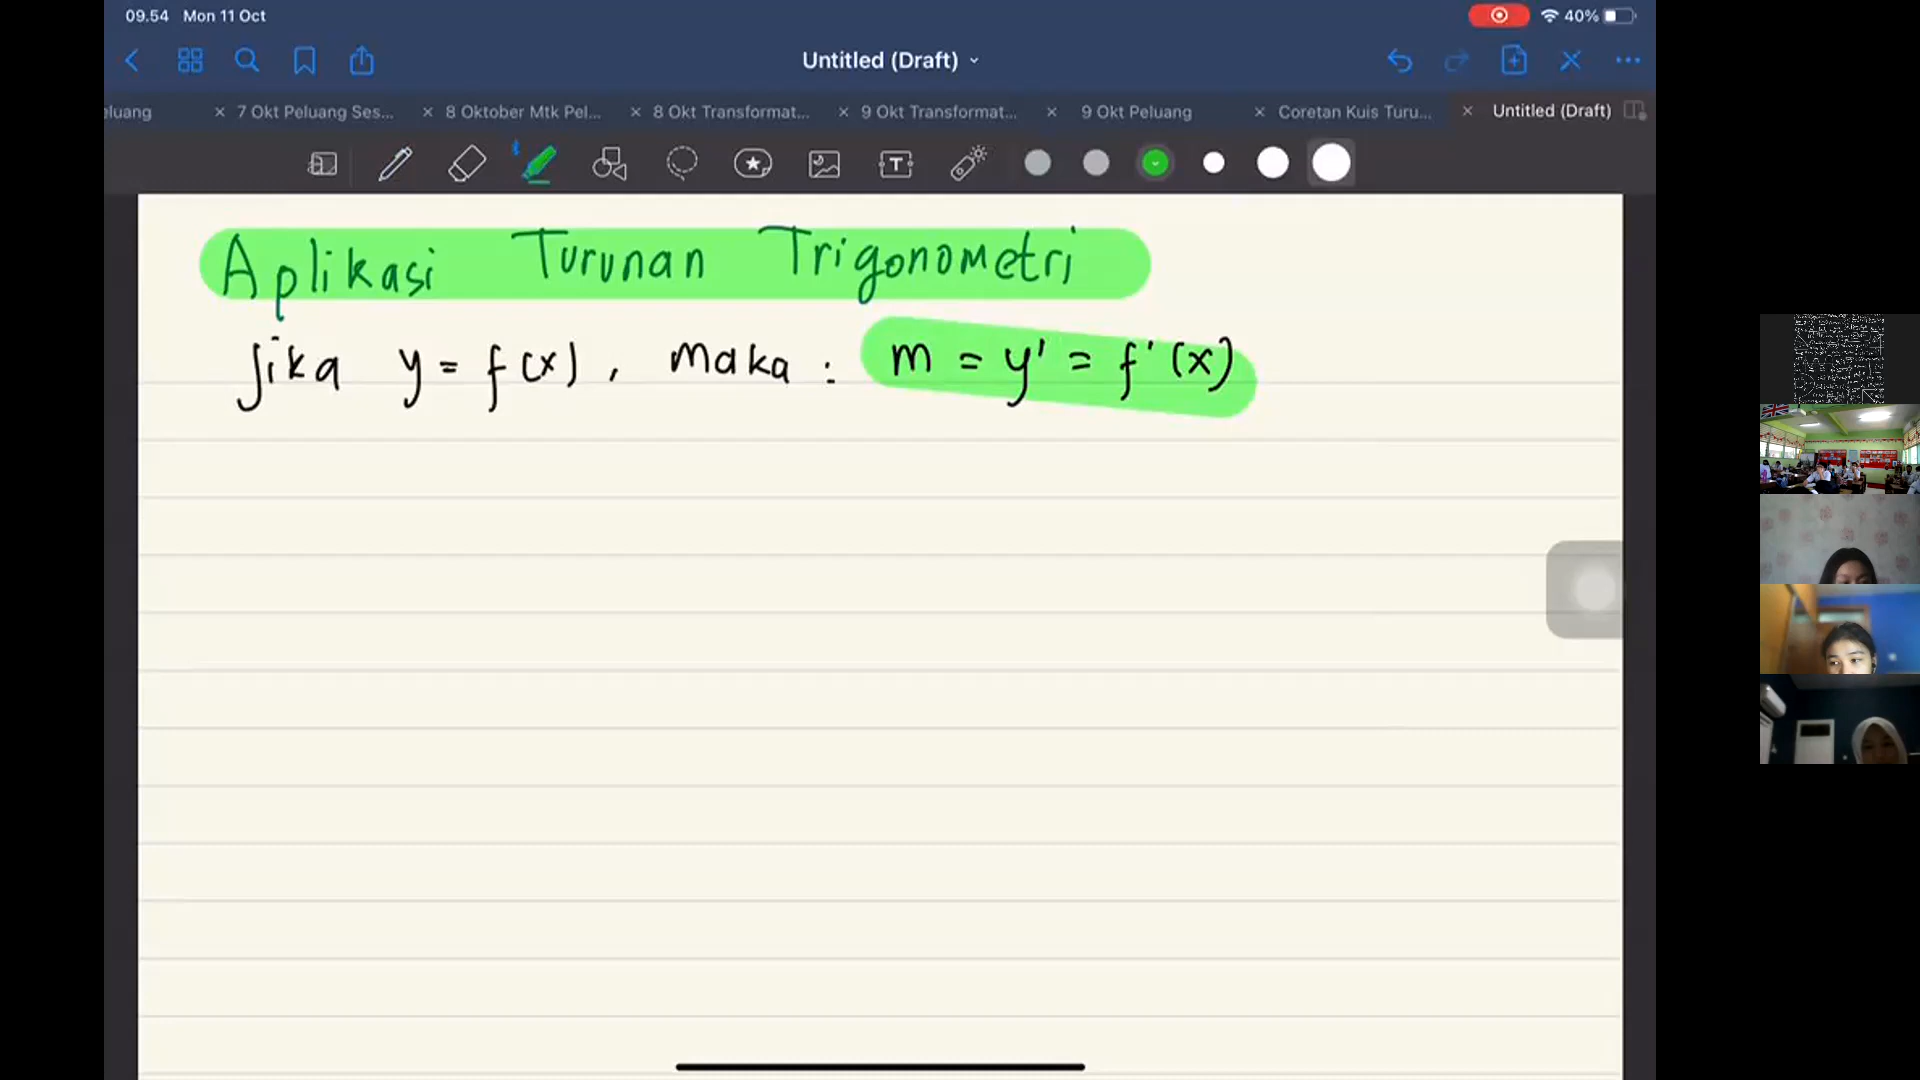 09.54 Mon 11 Oct
40%
Untitled (Draft)
eluang
7 Okt Peluang Ses...
8 Oktober Mtk Pel...
8 Okt Transformat...
9 Okt Transformat...
9 Okt Peluang
Coretan Kuis Turu...
Untitled (Draft)
T
Aplikasi Turunan Trigonometri
jika y = f(x), maka : m = y' = f'(x)